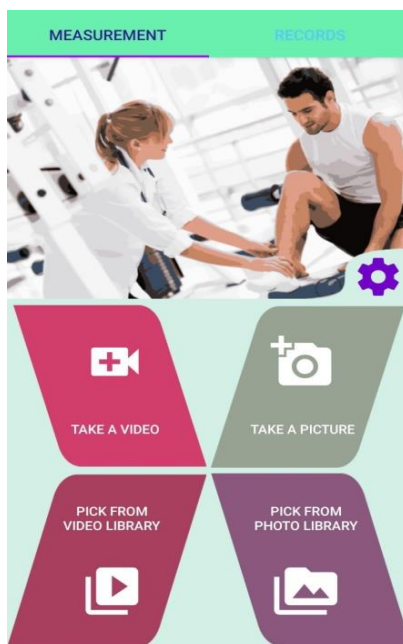 MEASUREMENT
RECORDS
TAKE A VIDEO
TAKE A PICTURE
PICK FROM
VIDEO LIBRARY
PICK FROM
PHOTO LIBRARY